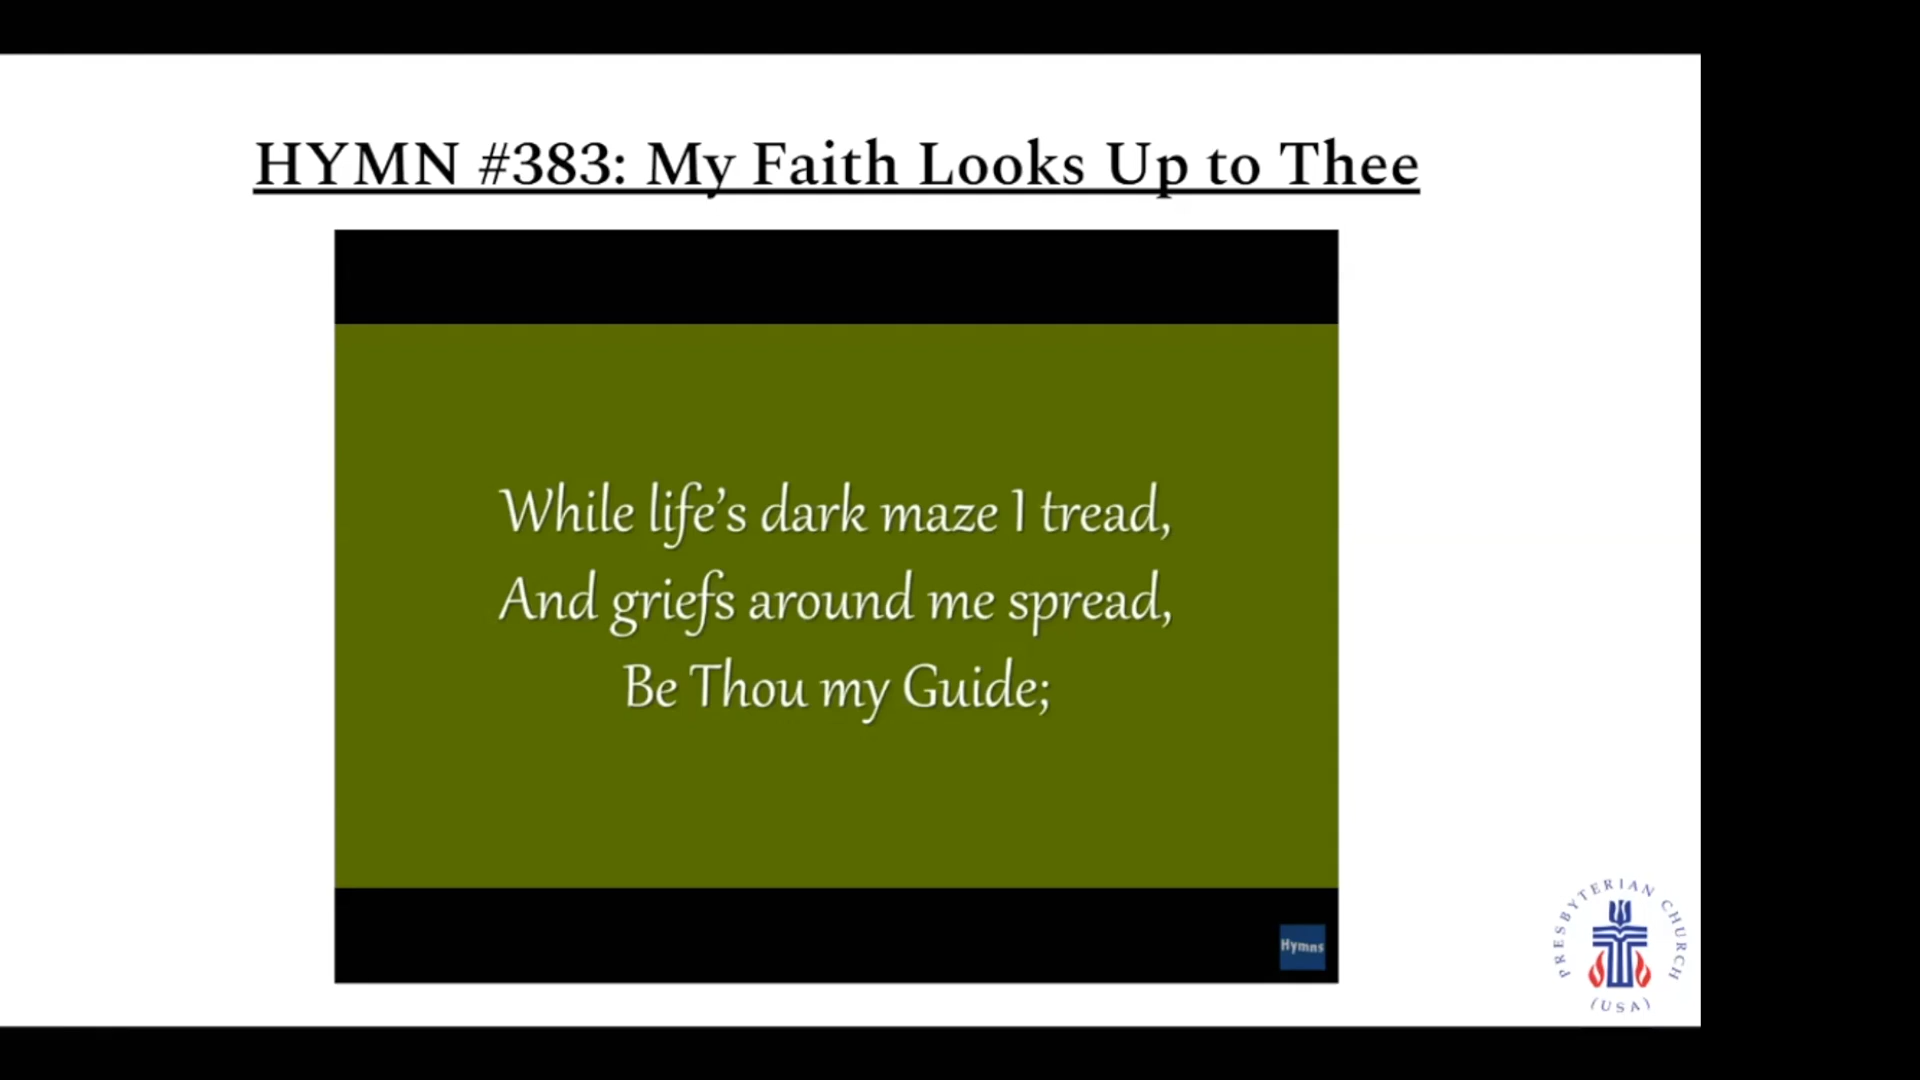 HYMN #383: My Faith Looks Up to Thee
While life's dark maze I tread,
And griefs around me spread,
Be Thou my Guide;
Hymns
PRESBYTERIAN CHURCH
(USA)